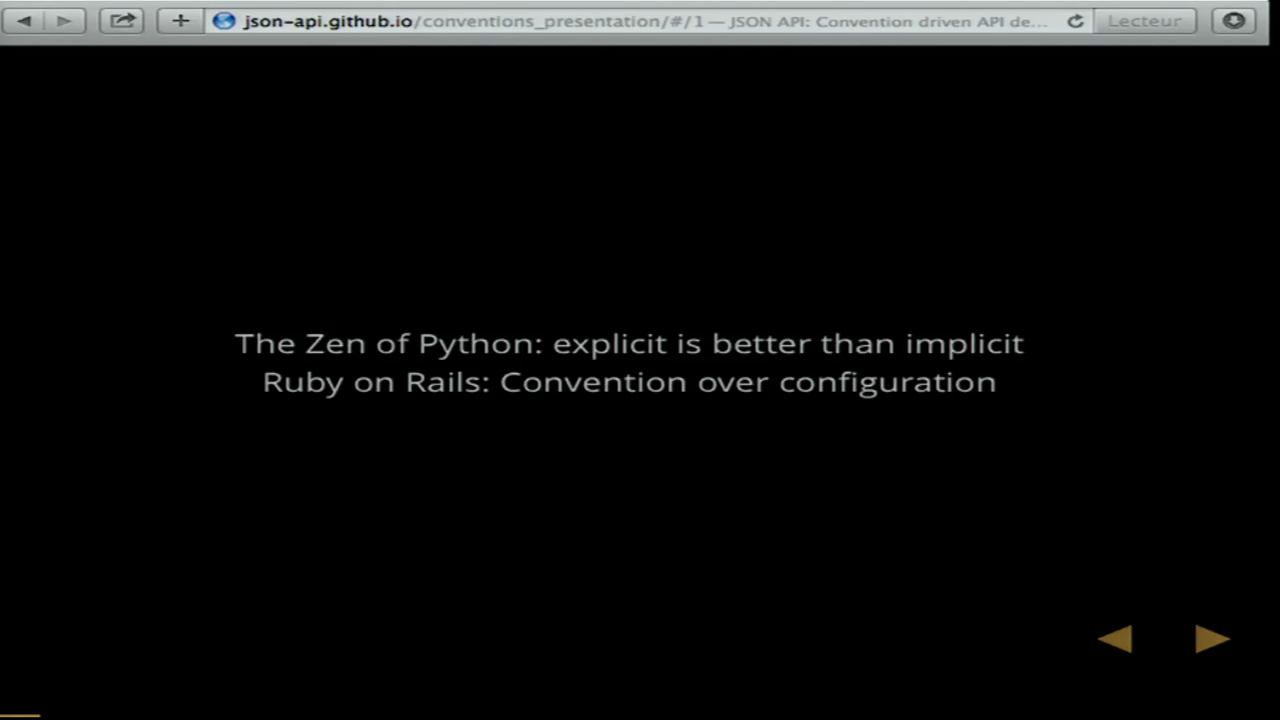 json-api.github.io/conventions_presentation/#/1 — JSON API: Convention driven API de...
Lecteur
The Zen of Python: explicit is better than implicit
Ruby on Rails: Convention over configuration